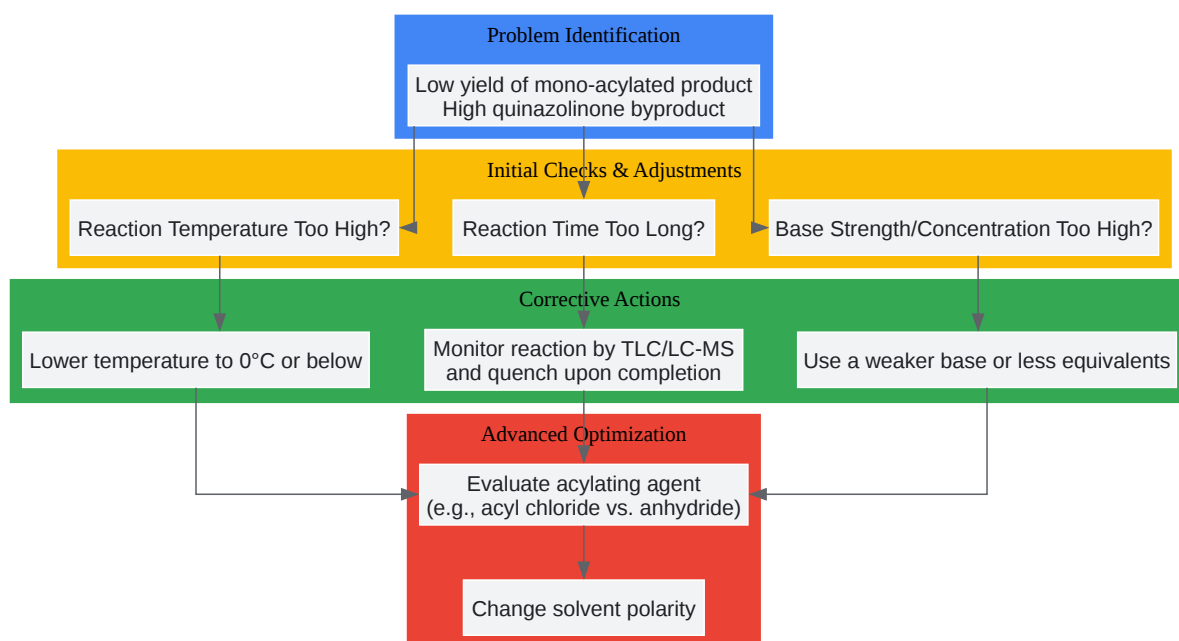 Problem Identification
Low yield of mono-acylated product
High quinazolinone byproduct
Initial Checks & Adjustments
Reaction Temperature Too High?
Reaction Time Too Long?
Base Strength/Concentration Too High?
Corrective Actions
Lower temperature to 0°C or below
Monitor reaction by TLC/LC-MS
and quench upon completion
Use a weaker base or less equivalents
Advanced Optimization
Evaluate acylating agent
(e.g., acyl chloride vs. anhydride)
Change solvent polarity